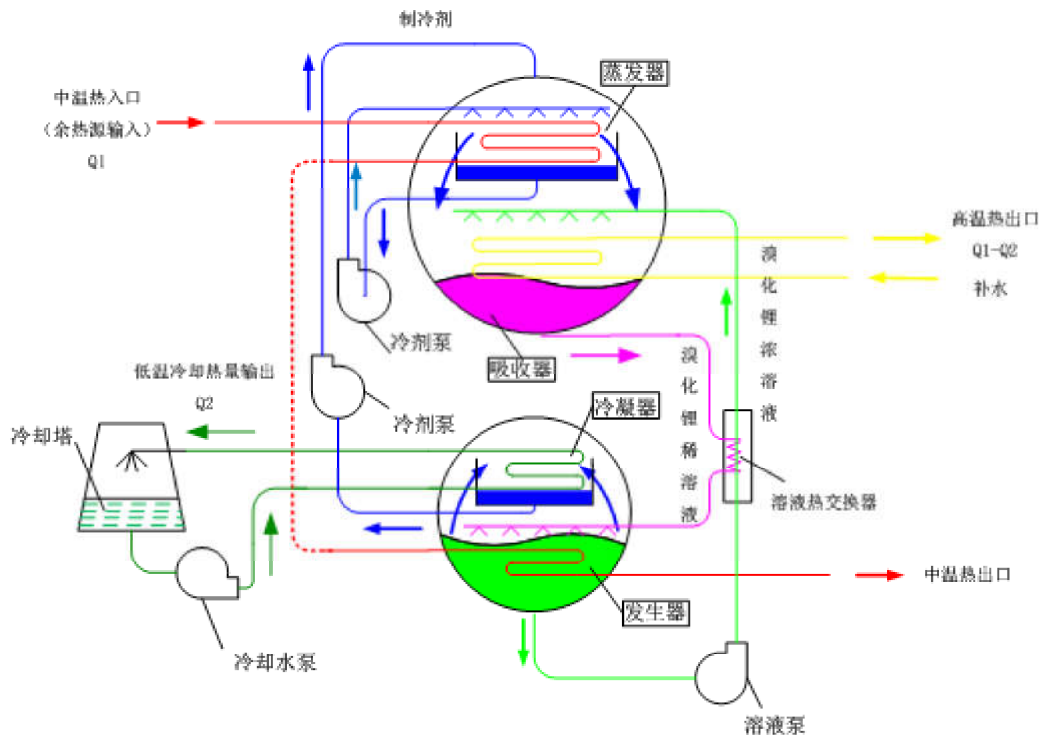 制冷剂
蒸发器
中温热入口
（余热源输入）
Q1
高温热出口
Q1-Q2
补水
溴化锂浓溶液
冷剂泵
吸收器
溴化锂稀溶液
低温冷却热量输出
Q2
冷剂泵
冷凝器
冷却塔
溶液热交换器
中温热出口
发生器
冷却水泵
溶液泵